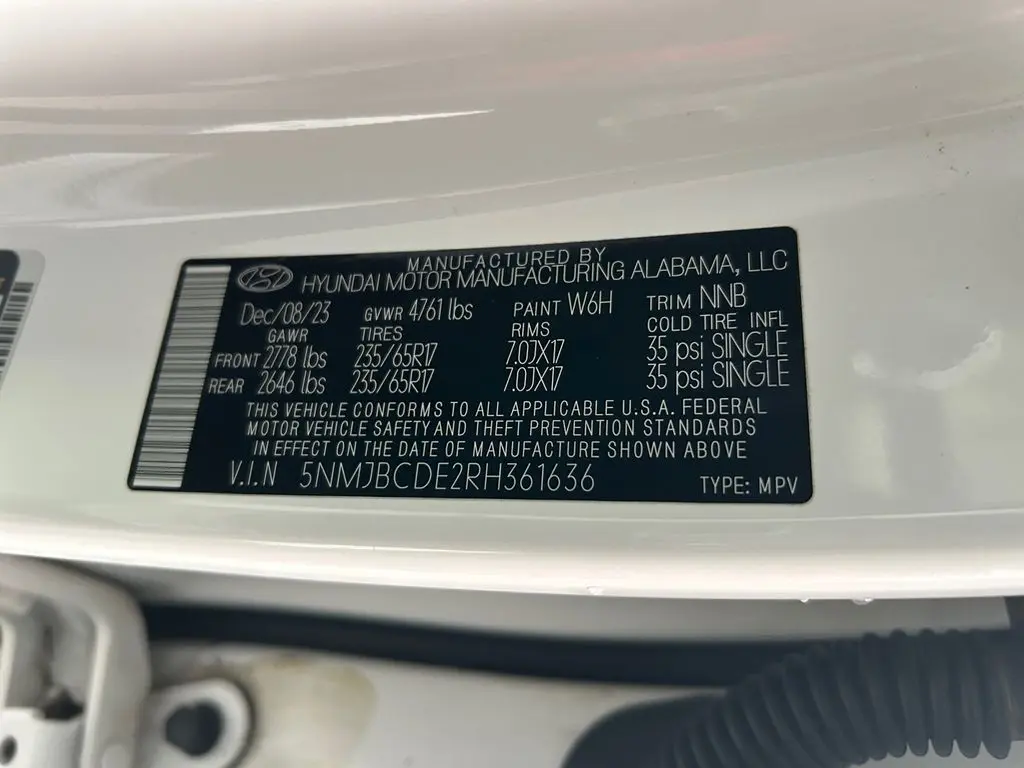 MANUFACTURED BY
HYUNDAI MOTOR MANUFACTURING ALABAMA, LLC
Dec/08/23 GVWR 4761 lbs PAINT W6H TRIM NNB
GAWR TIRES RIMS COLD TIRE INFL
FRONT 2778 lbs 235/65R17 7.0JX17 35 psi SINGLE
REAR 2646 lbs 235/65R17 7.0JX17 35 psi SINGLE
THIS VEHICLE CONFORMS TO ALL APPLICABLE U.S.A. FEDERAL
MOTOR VEHICLE SAFETY AND THEFT PREVENTION STANDARDS
IN EFFECT ON THE DATE OF MANUFACTURE SHOWN ABOVE
V.I.N 5NMJBCDE2RH361636 TYPE: MPV